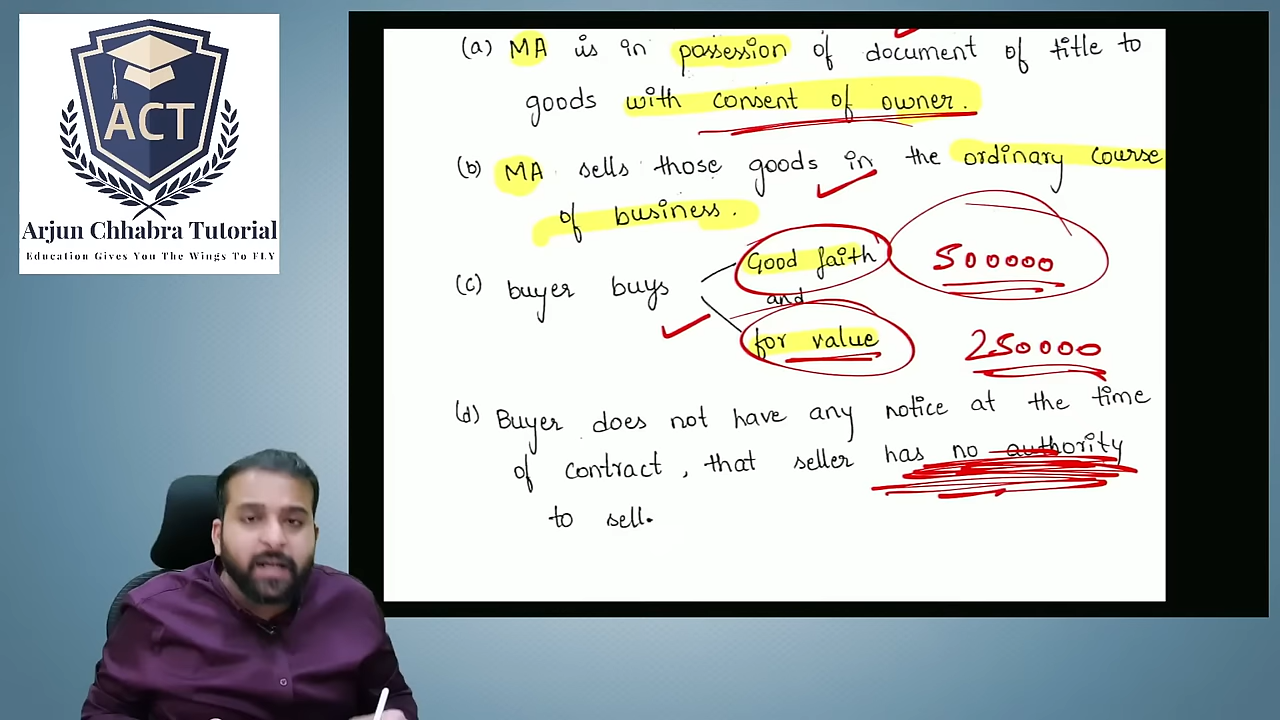 ACT
Arjun Chhabra Tutorial
Education Gives You The Wings To FLY
(a) MA is in possession of document of title to
goods with consent of owner.
(b) MA sells those goods in the ordinary course
of business.
Good faith
500000
(c) buyer buys
and
for value
250000
(d) Buyer does not have any notice at the time
of contract, that seller has no authority
to sell.